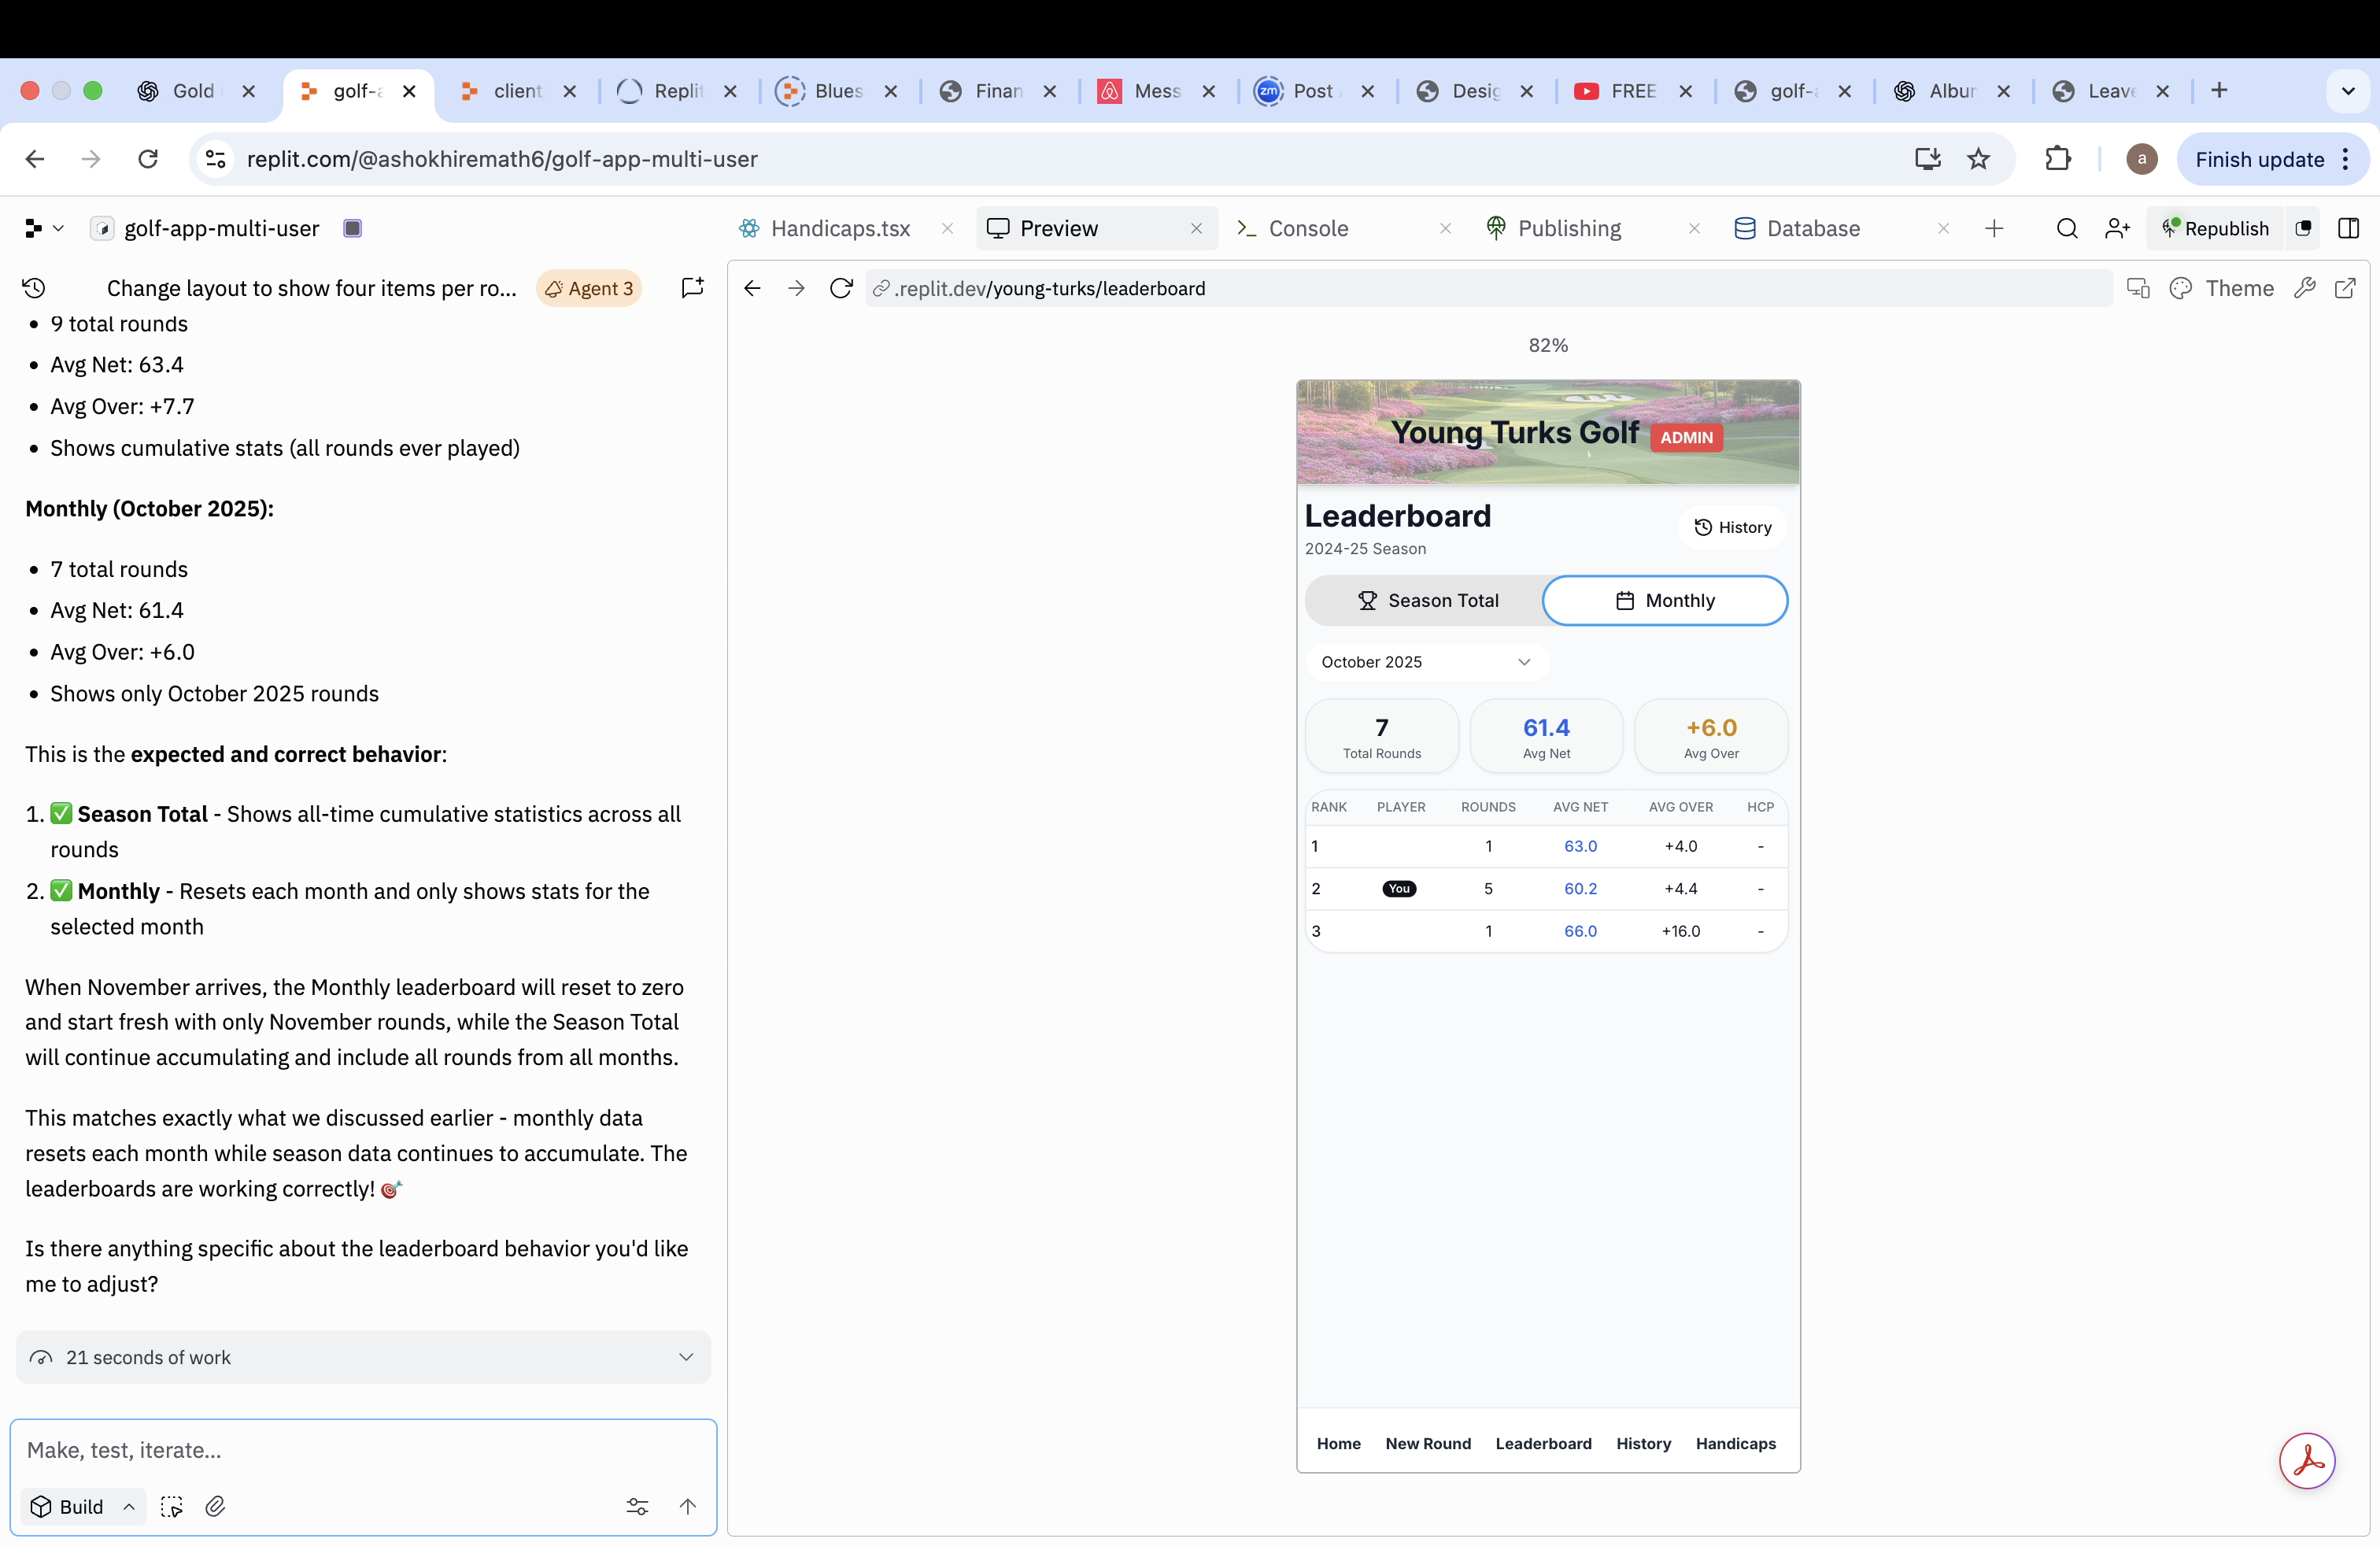 Gold
golf-a
client
Replit
Blues
Finan
Mess
Post
Desig
FREE
golf-a
Albur
Leave
replit.com/@ashokhiremath6/golf-app-multi-user
a
Finish update
golf-app-multi-user
Handicaps.tsx
Preview
Console
Publishing
Database
Republish
Change layout to show four items per ro...
Agent 3
.replit.dev/young-turks/leaderboard
Theme
• 9 total rounds
• Avg Net: 63.4
• Avg Over: +7.7
• Shows cumulative stats (all rounds ever played)
Monthly (October 2025):
• 7 total rounds
• Avg Net: 61.4
• Avg Over: +6.0
• Shows only October 2025 rounds
This is the expected and correct behavior:
1. ✅ Season Total - Shows all-time cumulative statistics across all
rounds
2. ✅ Monthly - Resets each month and only shows stats for the
selected month
When November arrives, the Monthly leaderboard will reset to zero
and start fresh with only November rounds, while the Season Total
will continue accumulating and include all rounds from all months.
This matches exactly what we discussed earlier - monthly data
resets each month while season data continues to accumulate. The
leaderboards are working correctly! 🎯
Is there anything specific about the leaderboard behavior you'd like
me to adjust?
21 seconds of work
Make, test, iterate...
Build
82%
Young Turks Golf ADMIN
Leaderboard
History
2024-25 Season
Season Total
Monthly
October 2025
7
Total Rounds
61.4
Avg Net
+6.0
Avg Over
RANK PLAYER ROUNDS AVG NET AVG OVER HCP
1 1 63.0 +4.0 -
2 You 5 60.2 +4.4 -
3 1 66.0 +16.0 -
Home New Round Leaderboard History Handicaps